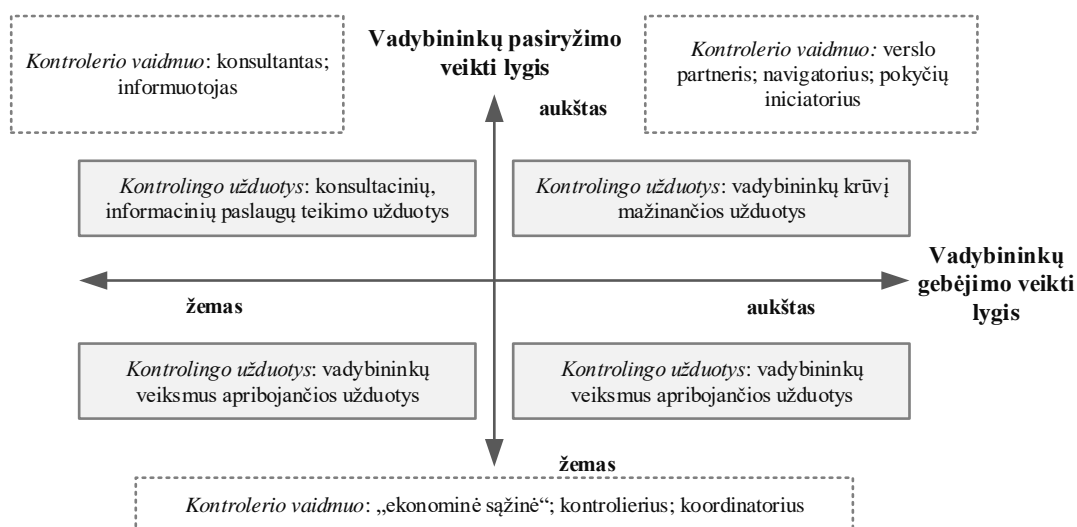 Kontrolerio vaidmuo: konsultantas;
informuotojas
Vadybininkų pasiryžimo
veikti lygis
Kontrolerio vaidmuo: verslo
partneris; navigatorius; pokyčių
iniciatorius
aukštas
Kontrolingo užduotys: konsultacinių,
informacinių paslaugų teikimo užduotys
Kontrolingo užduotys: vadybininkų krūvį
mažinančios užduotys
Vadybininkų
gebėjimo veikti
lygis
žemas
aukštas
Kontrolingo užduotys: vadybininkų
veiksmus apribojančios užduotys
Kontrolingo užduotys: vadybininkų
veiksmus apribojančios užduotys
žemas
Kontrolerio vaidmuo: „ekonominė sąžinė“; kontrolierius; koordinatorius